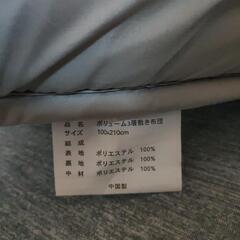 品名 ボリューム3層敷き布団
サイズ 100x210cm
組成
表地 ポリエステル 100%
裏地 ポリエステル 100%
中材 ポリエステル 100%
中国製